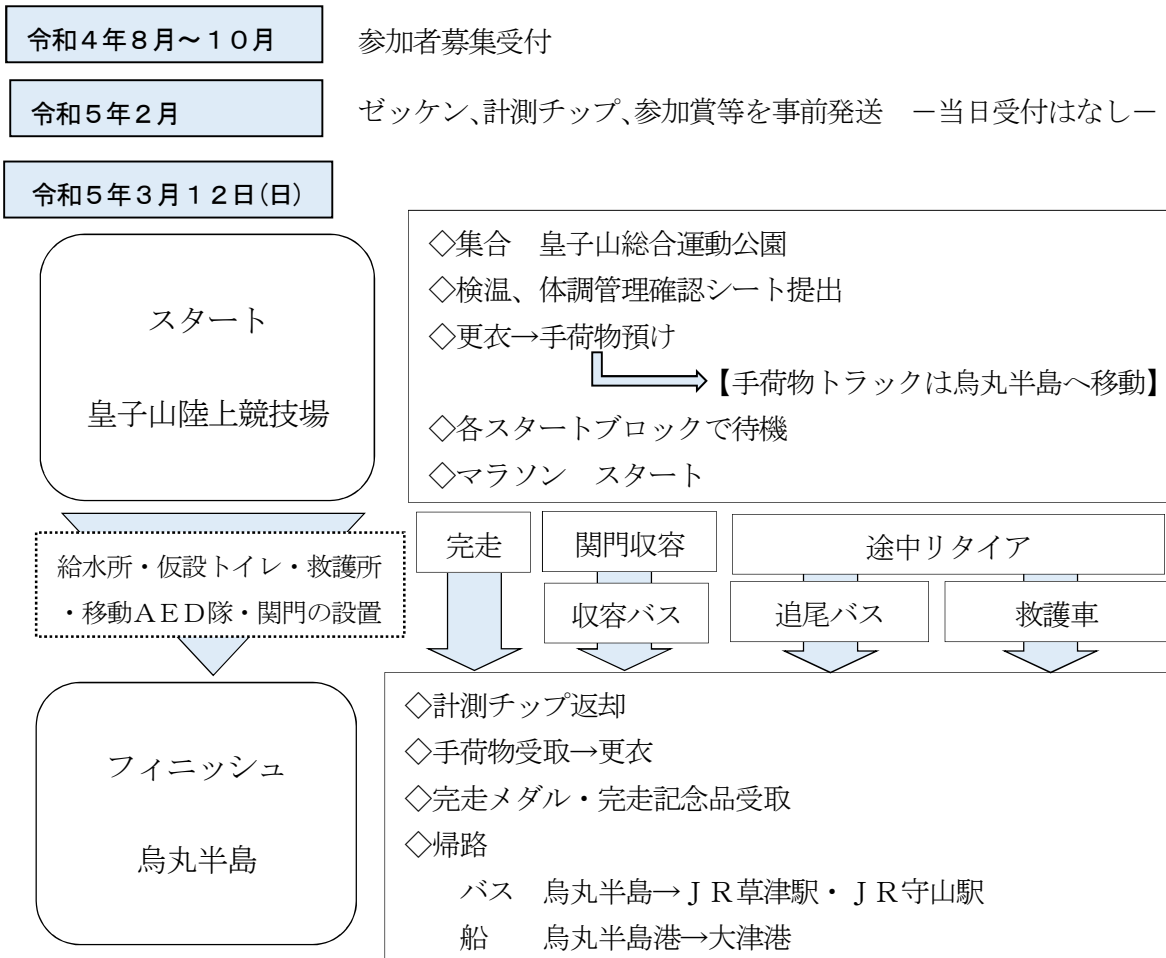 令和４年８月～１０月
参加者募集受付
令和５年２月
ゼッケン、計測チップ、参加賞等を事前発送　－当日受付はなし－
令和５年３月１２日(日)
スタート
皇子山陸上競技場
◇集合　皇子山総合運動公園
◇検温、体調管理確認シート提出
◇更衣→手荷物預け
【手荷物トラックは烏丸半島へ移動】
◇各スタートブロックで待機
◇マラソン　スタート
給水所・仮設トイレ・救護所
・移動ＡＥＤ隊・関門の設置
完走
関門収容
途中リタイア
収容バス
追尾バス
救護車
フィニッシュ
烏丸半島
◇計測チップ返却
◇手荷物受取→更衣
◇完走メダル・完走記念品受取
◇帰路
バス　烏丸半島→ＪＲ草津駅・ＪＲ守山駅
船　　烏丸半島港→大津港